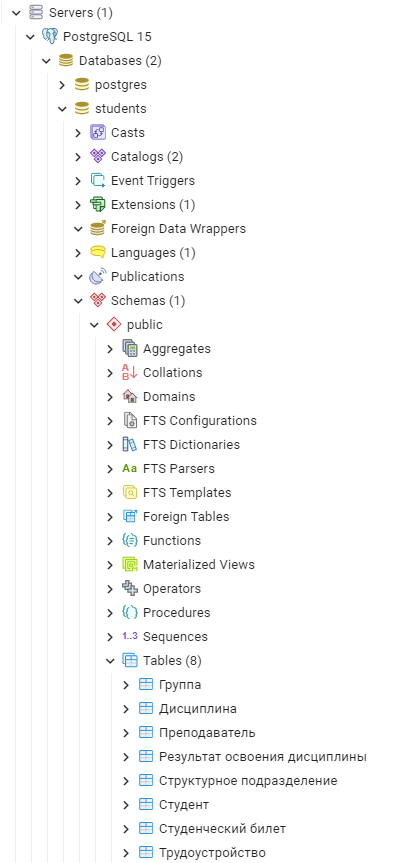 Servers (1)
PostgreSQL 15
Databases (2)
postgres
students
Casts
Catalogs (2)
Event Triggers
Extensions (1)
Foreign Data Wrappers
Languages (1)
Publications
Schemas (1)
public
Aggregates
Collations
Domains
FTS Configurations
FTS Dictionaries
Aa FTS Parsers
FTS Templates
Foreign Tables
Functions
Materialized Views
Operators
Procedures
1..3 Sequences
Tables (8)
Группа
Дисциплина
Преподаватель
Результат освоения дисциплины
Структурное подразделение
Студент
Студенческий билет
Трудоустройство